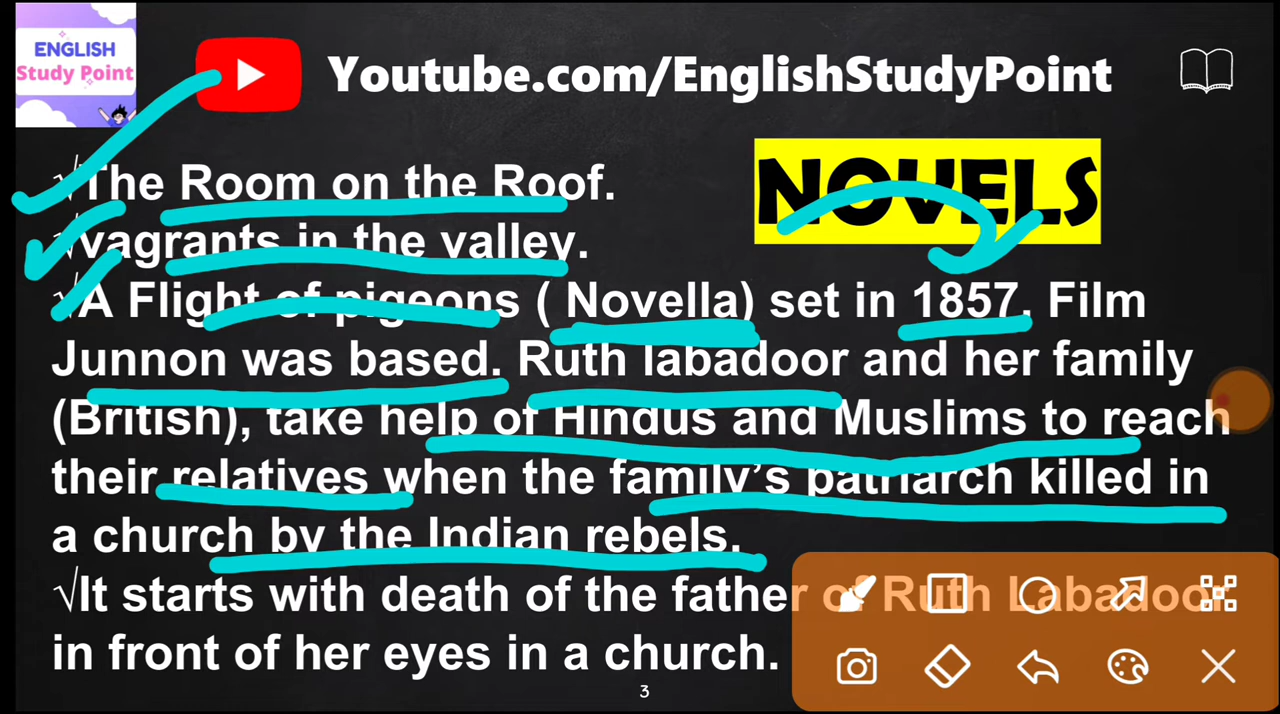 ENGLISH
Study Point
Youtube.com/EnglishStudyPoint
NOVELS
√The Room on the Roof.
√vagrants in the valley.
√A Flight of pigeons ( Novella) set in 1857. Film
Junnon was based. Ruth labadoor and her family
(British), take help of Hindus and Muslims to reach
their relatives when the family’s patriarch killed in
a church by the Indian rebels.
√It starts with death of the father of Ruth Labadoor
in front of her eyes in a church.
3